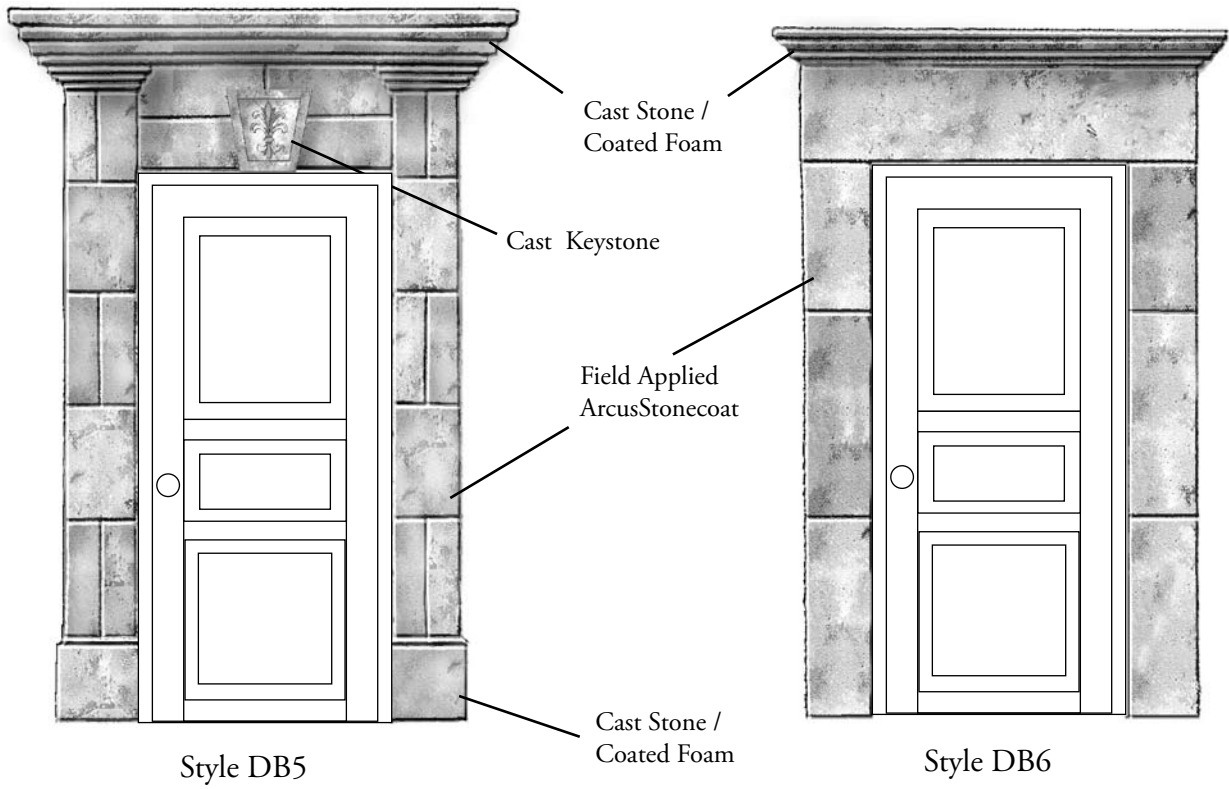 Cast Stone /
Coated Foam
Cast Keystone
Field Applied
ArcusStonecoat
Cast Stone /
Coated Foam
Style DB5
Style DB6